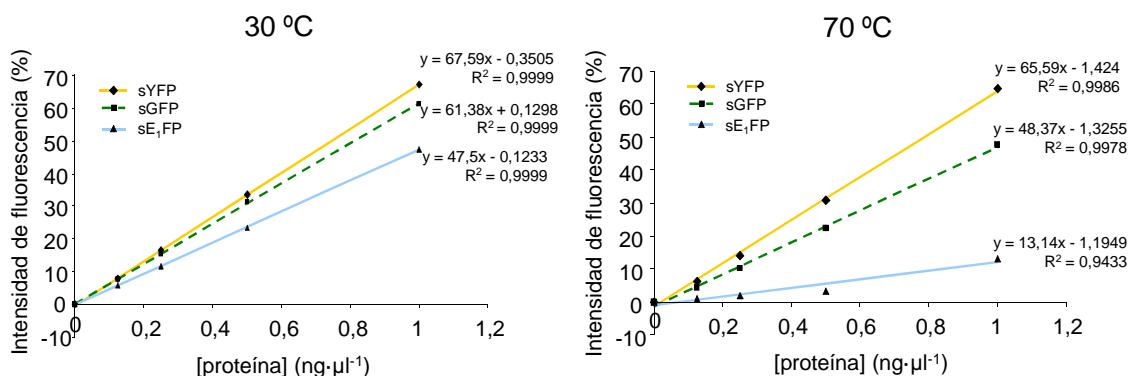 30 ºC
Intensidad de fluorescencia (%)
70
60
50
40
30
20
10
0
-10
sYFP
sGFP
sE₁FP
y = 67,59x - 0,3505
R² = 0,9999
y = 61,38x + 0,1298
R² = 0,9999
y = 47,5x - 0,1233
R² = 0,9999
0 0,2 0,4 0,6 0,8 1 1,2
[proteína] (ng·µl⁻¹)
70 ºC
Intensidad de fluorescencia (%)
70
60
50
40
30
20
10
0
-10
sYFP
sGFP
sE₁FP
y = 65,59x - 1,424
R² = 0,9986
y = 48,37x - 1,3255
R² = 0,9978
y = 13,14x - 1,1949
R² = 0,9433
0 0,2 0,4 0,6 0,8 1 1,2
[proteína] (ng·µl⁻¹)